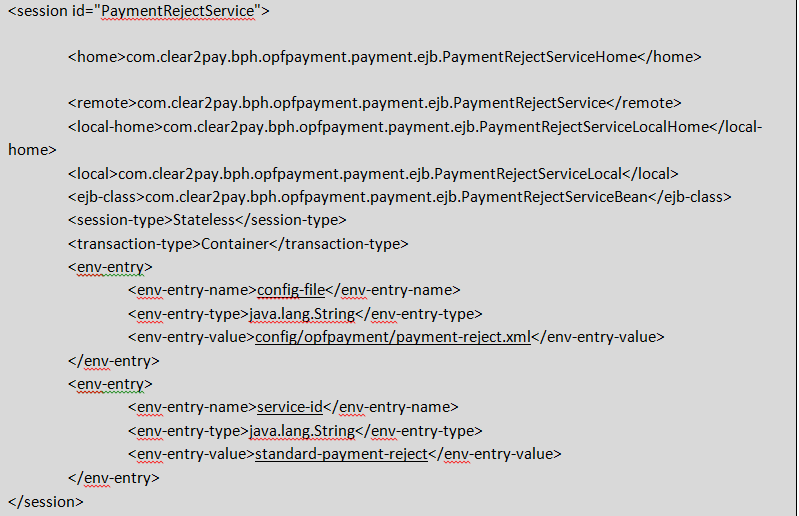 <session id="PaymentRejectService">
<home>com.clear2pay.bph.opfpayment.payment.ejb.PaymentRejectServiceHome</home>
<remote>com.clear2pay.bph.opfpayment.payment.ejb.PaymentRejectService</remote>
<local-home>com.clear2pay.bph.opfpayment.payment.ejb.PaymentRejectServiceLocalHome</local-
home>
<local>com.clear2pay.bph.opfpayment.payment.ejb.PaymentRejectServiceLocal</local>
<ejb-class>com.clear2pay.bph.opfpayment.payment.ejb.PaymentRejectServiceBean</ejb-class>
<session-type>Stateless</session-type>
<transaction-type>Container</transaction-type>
<env-entry>
<env-entry-name>config-file</env-entry-name>
<env-entry-type>java.lang.String</env-entry-type>
<env-entry-value>config/opfpayment/payment-reject.xml</env-entry-value>
</env-entry>
<env-entry>
<env-entry-name>service-id</env-entry-name>
<env-entry-type>java.lang.String</env-entry-type>
<env-entry-value>standard-payment-reject</env-entry-value>
</env-entry>
</session>